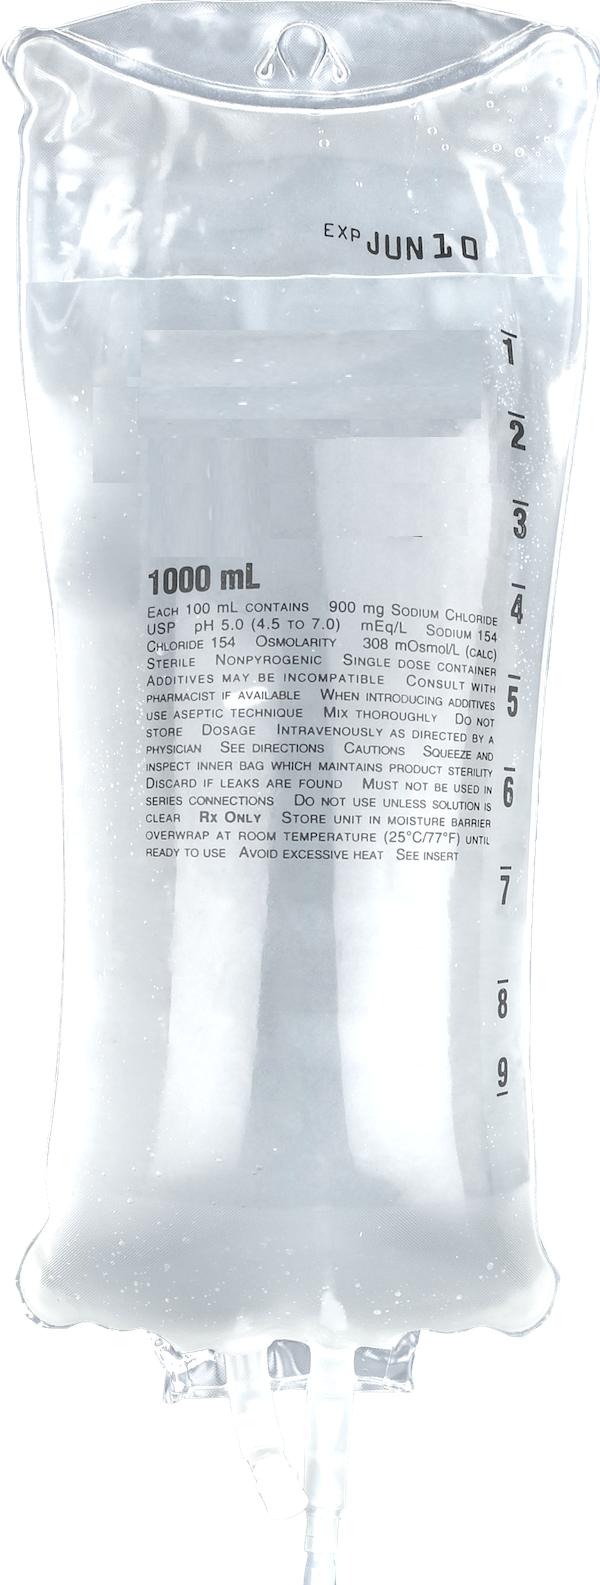 EXP JUN 10
1
2
3
1000 mL
4
EACH 100 mL CONTAINS 900 mg SODIUM CHLORIDE
USP pH 5.0 (4.5 TO 7.0) mEq/L SODIUM 154
CHLORIDE 154 OSMOLARITY 308 mOsmol/L (CALC)
STERILE NONPYROGENIC SINGLE DOSE CONTAINER
ADDITIVES MAY BE INCOMPATIBLE CONSULT WITH
PHARMACIST IF AVAILABLE WHEN INTRODUCING ADDITIVES
5
USE ASEPTIC TECHNIQUE MIX THOROUGHLY DO NOT
STORE DOSAGE INTRAVENOUSLY AS DIRECTED BY A
PHYSICIAN SEE DIRECTIONS CAUTIONS SQUEEZE AND
INSPECT INNER BAG WHICH MAINTAINS PRODUCT STERILITY
DISCARD IF LEAKS ARE FOUND MUST NOT BE USED IN
6
SERIES CONNECTIONS DO NOT USE UNLESS SOLUTION IS
CLEAR Rx ONLY STORE UNIT IN MOISTURE BARRIER
OVERWRAP AT ROOM TEMPERATURE (25°C/77°F) UNTIL
READY TO USE AVOID EXCESSIVE HEAT SEE INSERT
7
8
9